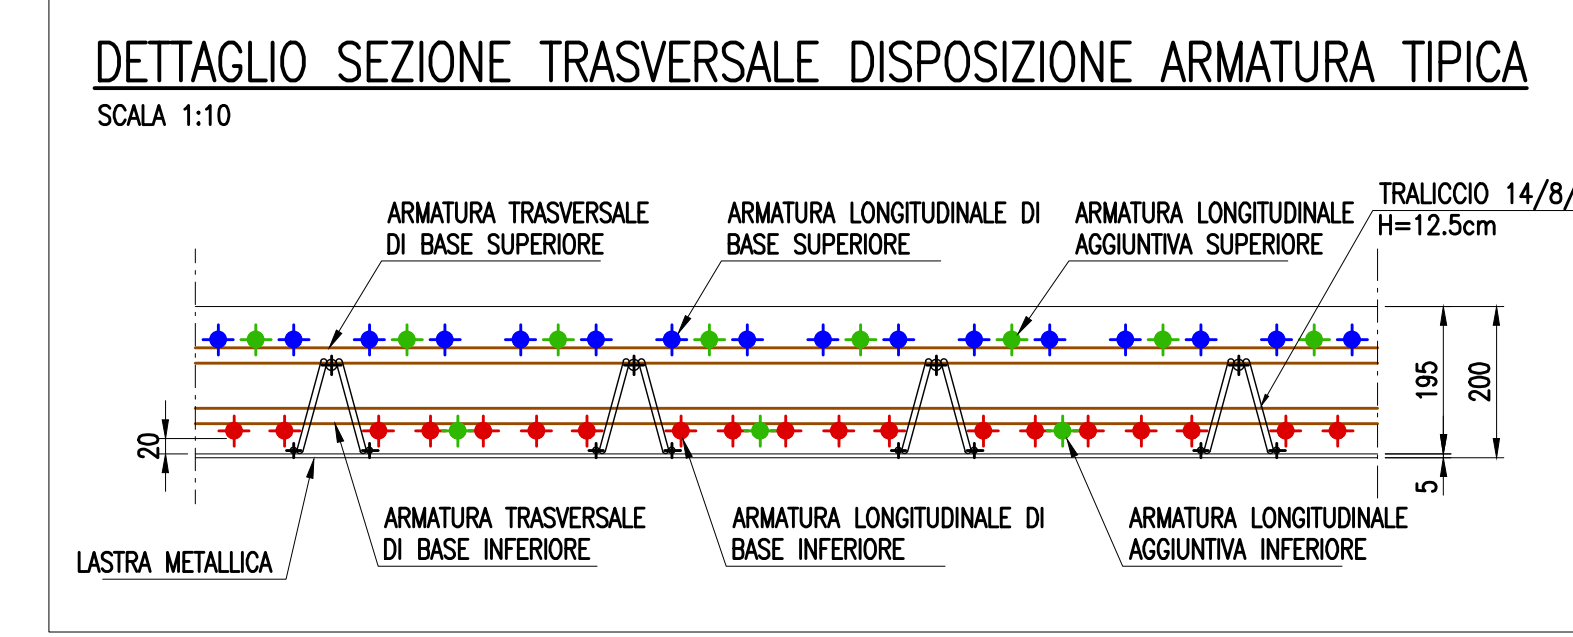 DETTAGLIO SEZIONE TRASVERSALE DISPOSIZIONE ARMATURA TIPICA
SCALA 1:10
TRALICCIO 14/8/
H=12.5cm
ARMATURA TRASVERSALE
DI BASE SUPERIORE
ARMATURA LONGITUDINALE DI
BASE SUPERIORE
ARMATURA LONGITUDINALE
AGGIUNTIVA SUPERIORE
195
200
20
5
ARMATURA TRASVERSALE
DI BASE INFERIORE
ARMATURA LONGITUDINALE DI
BASE INFERIORE
ARMATURA LONGITUDINALE
AGGIUNTIVA INFERIORE
LASTRA METALLICA